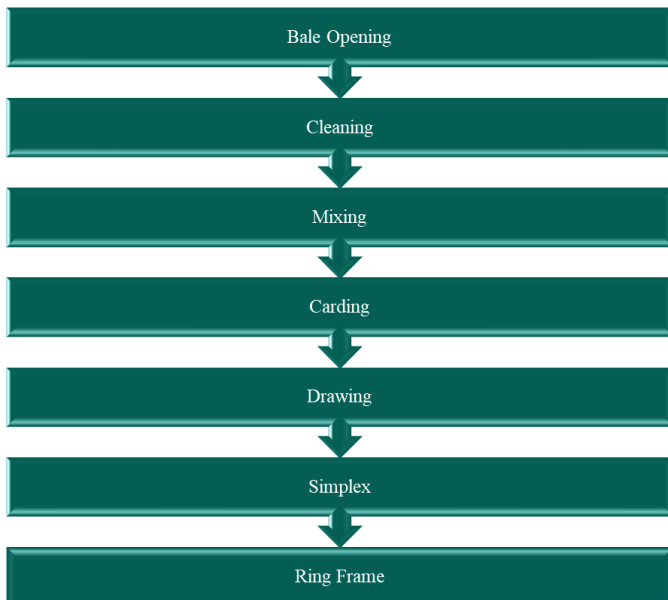 Bale Opening
Cleaning
Mixing
Carding
Drawing
Simplex
Ring Frame